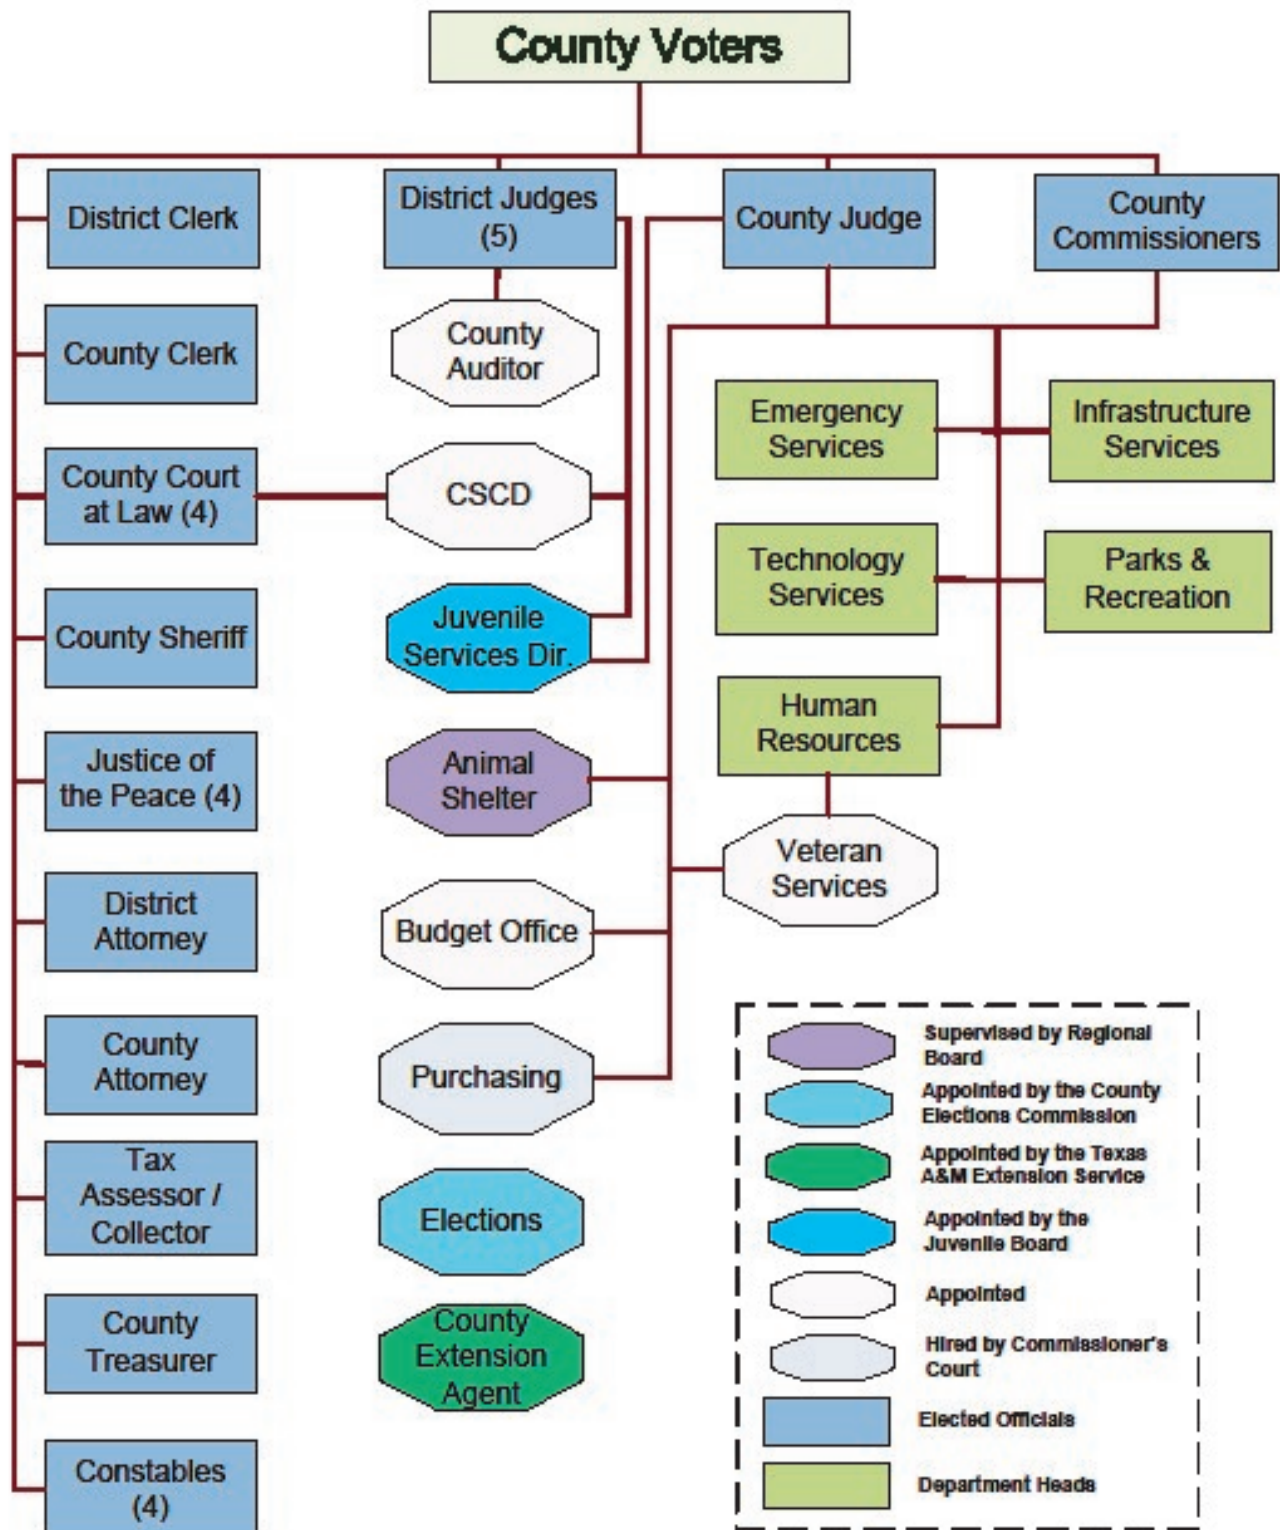 County Voters
District Clerk
District Judges
(5)
County Judge
County
Commissioners
County Clerk
County
Auditor
Emergency
Services
Infrastructure
Services
County Court
at Law (4)
CSCD
Technology
Services
Parks &
Recreation
County Sheriff
Juvenile
Services Dir.
Human
Resources
Justice of
the Peace (4)
Animal
Shelter
Veteran
Services
District
Attorney
Budget Office
County
Attorney
Purchasing
Tax
Assessor /
Collector
Elections
County
Treasurer
County
Extension
Agent
Constables
(4)
Supervised by Regional
Board
Appointed by the County
Elections Commission
Appointed by the Texas
A&M Extension Service
Appointed by the
Juvenile Board
Appointed
Hired by Commissioner's
Court
Elected Officials
Department Heads